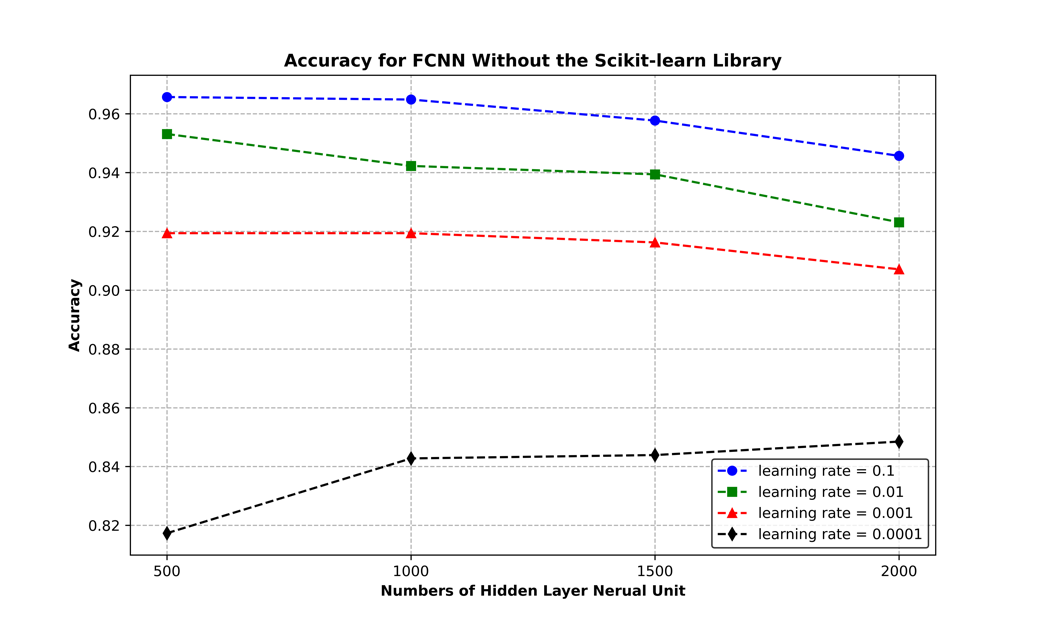 Accuracy for FCNN Without the Scikit-learn Library
Accuracy
0.96
0.94
0.92
0.90
0.88
0.86
0.84
0.82
learning rate = 0.1
learning rate = 0.01
learning rate = 0.001
learning rate = 0.0001
500 1000 1500 2000
Numbers of Hidden Layer Nerual Unit